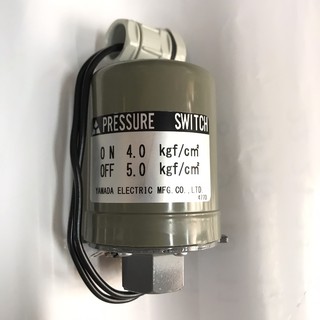 PRESSURE SWITCH
ON 4.0 kgf/cm²
OFF 5.0 kgf/cm²
YAMADA ELECTRIC MFG. CO., LTD.